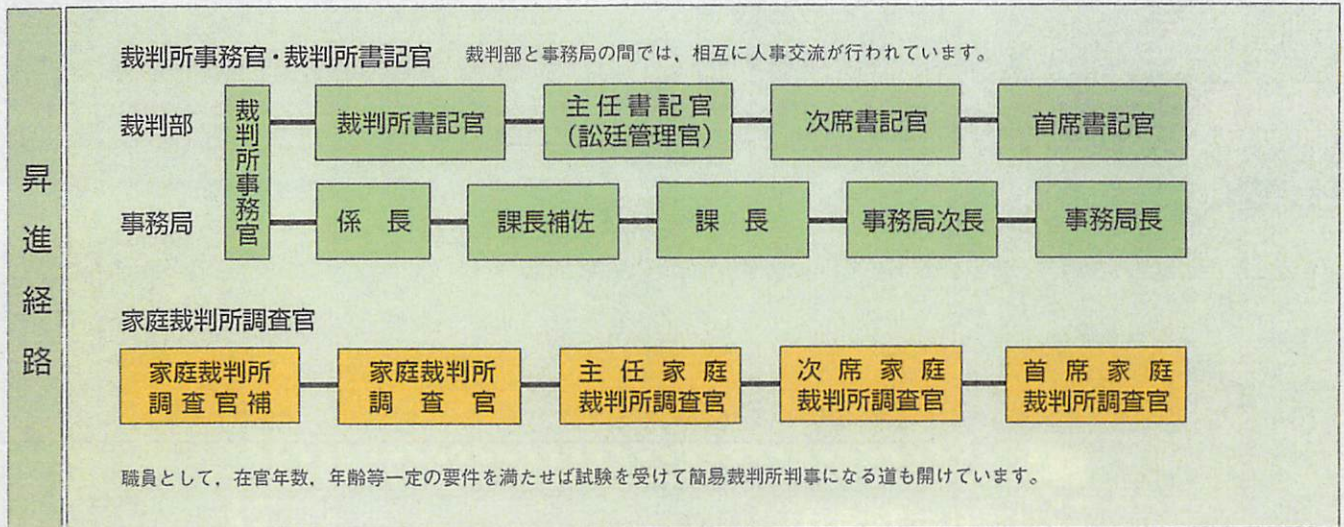 昇進経路
裁判所事務官・裁判所書記官 裁判部と事務局の間では，相互に人事交流が行われています。
裁判部
裁判所事務官
裁判所書記官
主任書記官
(訟廷管理官)
次席書記官
首席書記官
事務局
係長
課長補佐
課長
事務局次長
事務局長
家庭裁判所調査官
家庭裁判所
調査官補
家庭裁判所
調査官
主任家庭
裁判所調査官
次席家庭
裁判所調査官
首席家庭
裁判所調査官
職員として，在官年数，年齢等一定の要件を満たせば試験を受けて簡易裁判所判事になる道も開けています。